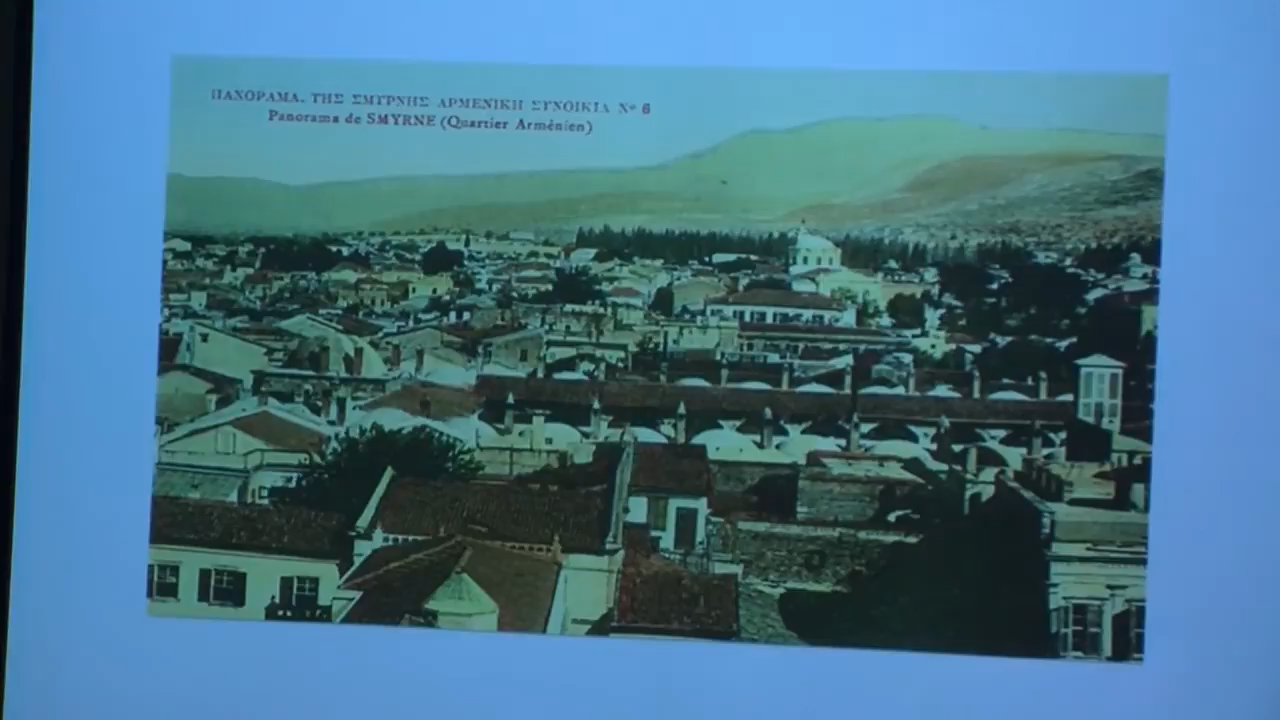 ΠΑΝΟΡΑΜΑ. ΤΗΣ ΣΜΥΡΝΗΣ ΑΡΜΕΝΙΚΗ ΣΥΝΟΙΚΙΑ Nº 6
Panorama de SMYRNE (Quartier Arménien)